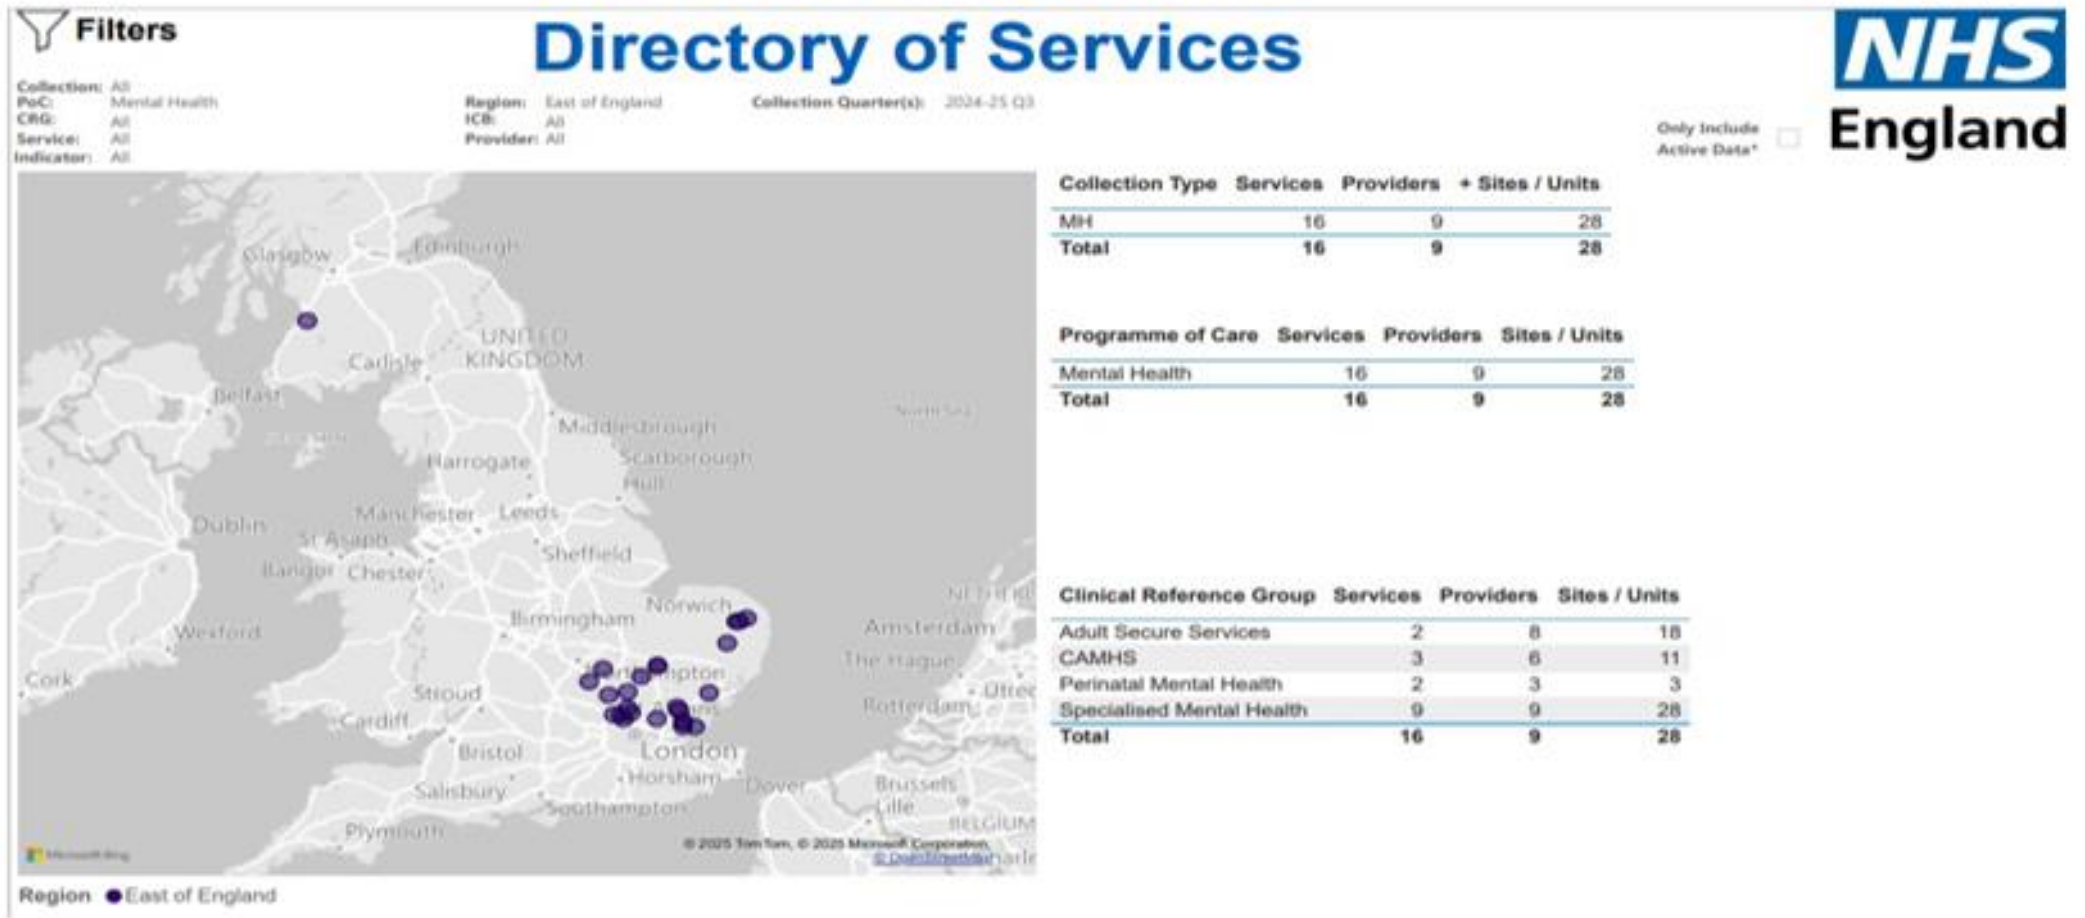 Filters
Directory of Services
NHS
England
Collection: All
PoC: Mental Health
CRG: All
Service: All
Indicator: All
Region: East of England
ICB: All
Provider: All
Collection Quarter(s): 2024-25 Q3
Only Include
Active Data*
Collection Type Services Providers + Sites / Units
MH 16 9 28
Total 16 9 28
Programme of Care Services Providers Sites / Units
Mental Health 16 9 28
Total 16 9 28
Clinical Reference Group Services Providers Sites / Units
Adult Secure Services 2 8 18
CAMHS 3 6 11
Perinatal Mental Health 2 3 3
Specialised Mental Health 9 9 28
Total 16 9 28
Glasgow
Edinburgh
UNITED
KINGDOM
Carlisle
Belfast
North Sea
Middlesbrough
Harrogate
Scarborough
Hull
Manchester
Leeds
Dublin
St Asaph
Sheffield
Bangor
Chester
Norwich
Birmingham
Wexford
Amsterdam
The Hague
Cork
Stroud
Utrec
Rotterdam
Cardiff
London
Bristol
Horsham
Dover
Brussels
Salisbury
Southampton
Lille
BELGIUM
Plymouth
Microsoft Bing
© 2025 TomTom, © 2025 Microsoft Corporation,
© OpenStreetMap
Region East of England